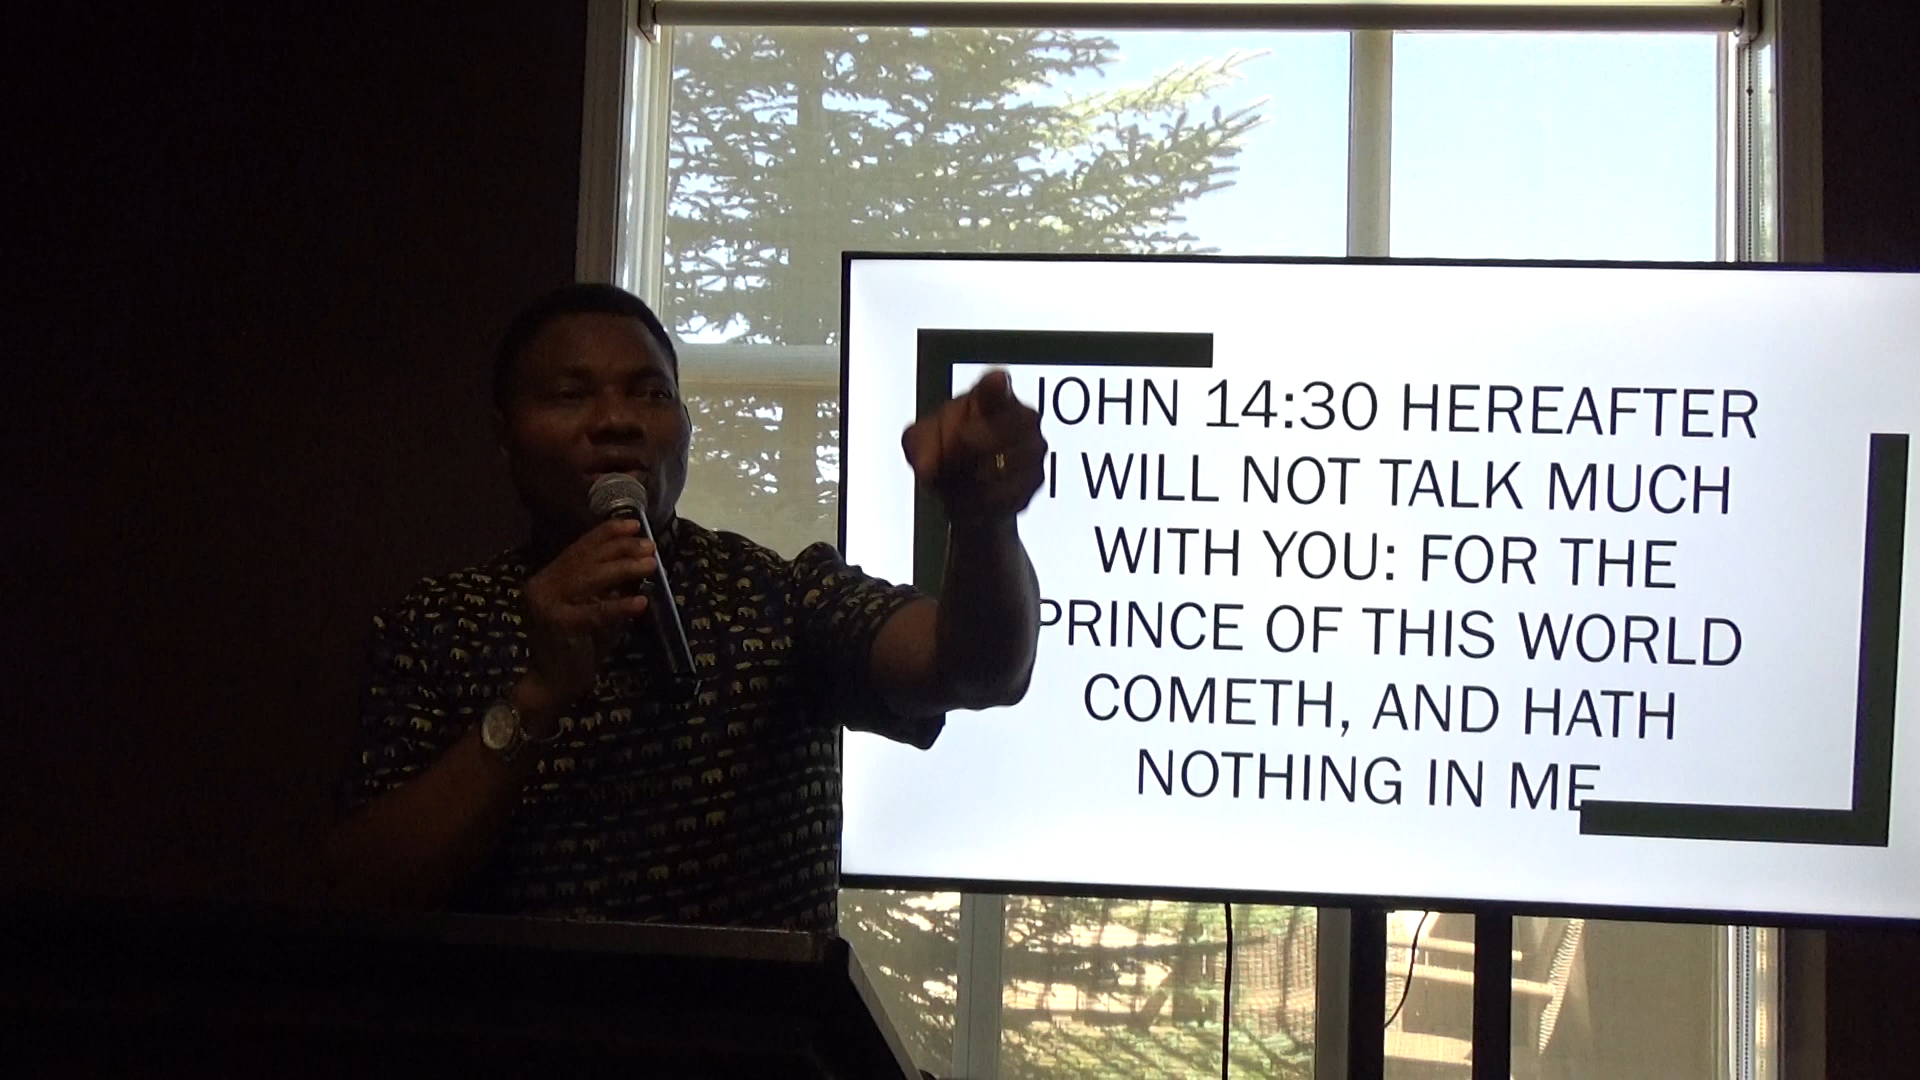 JOHN 14:30 HEREAFTER
I WILL NOT TALK MUCH
WITH YOU: FOR THE
PRINCE OF THIS WORLD
COMETH, AND HATH
NOTHING IN ME